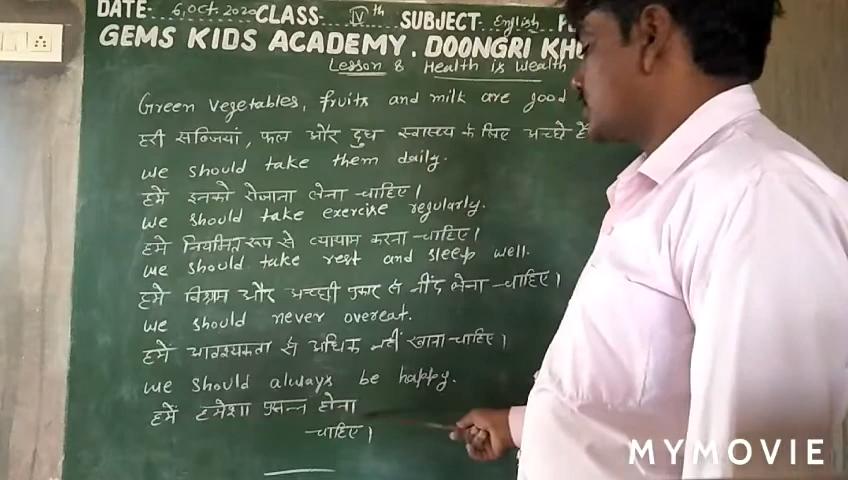 DATE 6, Oct. 2020 CLASS IVth SUBJECT English
GEMS KIDS ACADEMY. DOONGRI
Lesson 8 Health is Wealth
Green vegetables, fruits and milk are good
हरी सब्जियां, फल और दुध स्वास्थ्य के लिए अच्छे हैं
we should take them daily.
हमें इनको रोजाना लेना चाहिए।
we should take exercise regularly.
हमें नियमित रूप से व्यायाम करना चाहिए।
we should take rest and sleep well.
हमें विश्राम और अच्छी प्रकार से नींद लेना चाहिए।
we should never overeat.
हमें आवश्यकता से अधिक नहीं खाना चाहिए।
we should always be happy.
हमें हमेशा प्रसन्न होना
चाहिए।
MYMOVIE